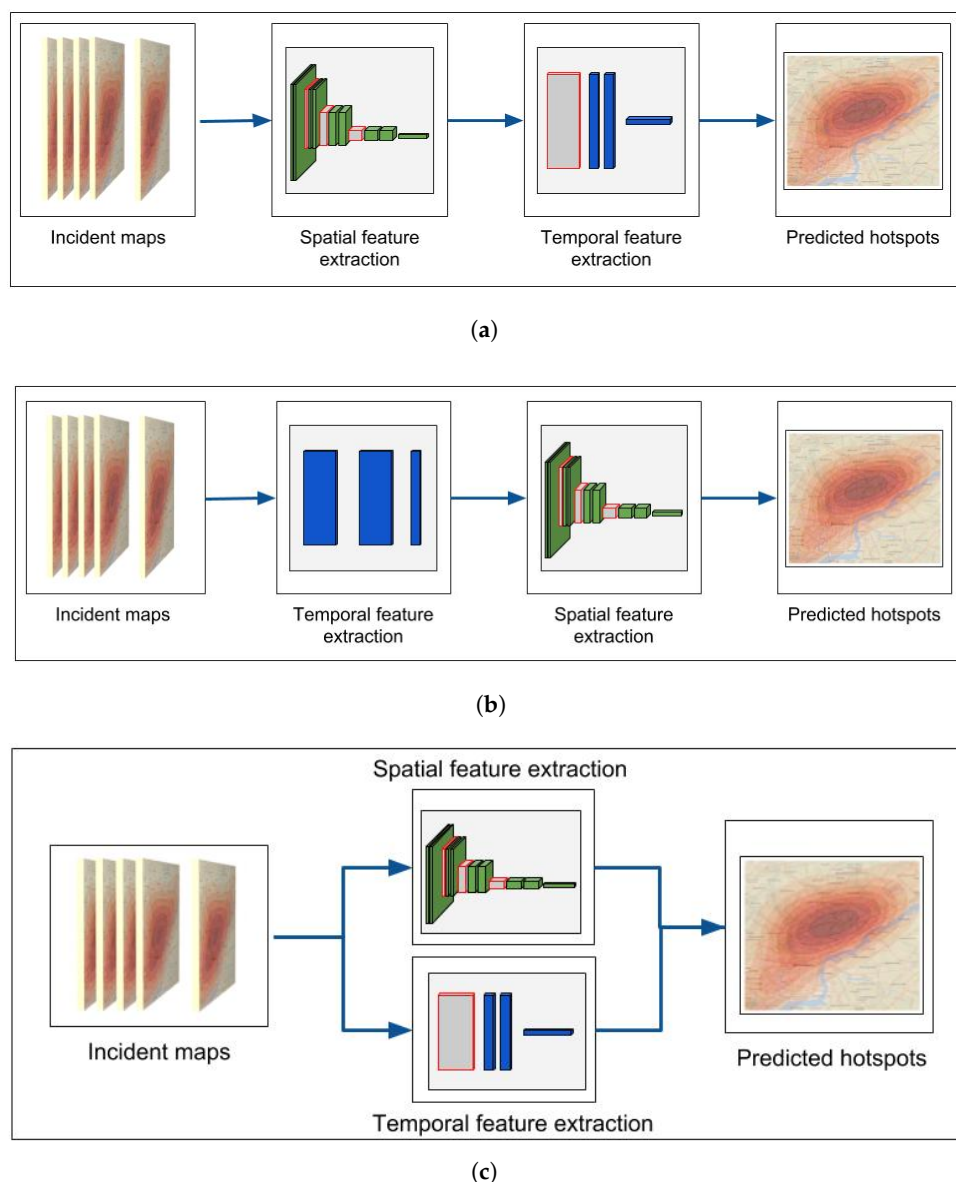 Incident maps
Spatial feature
extraction
Temporal feature
extraction
Predicted hotspots
(a)
Incident maps
Temporal feature
extraction
Spatial feature
extraction
Predicted hotspots
(b)
Spatial feature extraction
Incident maps
Predicted hotspots
Temporal feature extraction
(c)